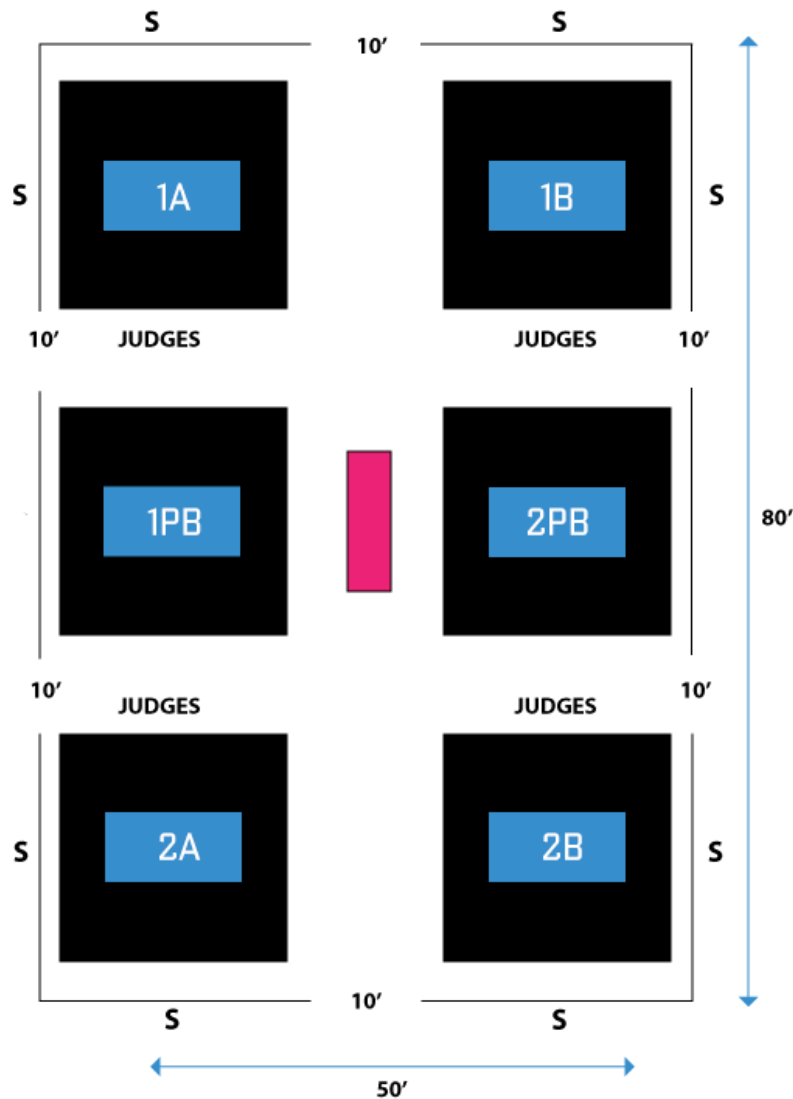 S S
10′
1A 1B
S S
10′ JUDGES JUDGES 10′
1PB 2PB
80′
10′ 10′
JUDGES JUDGES
2A 2B
S S
10′
S S
50′